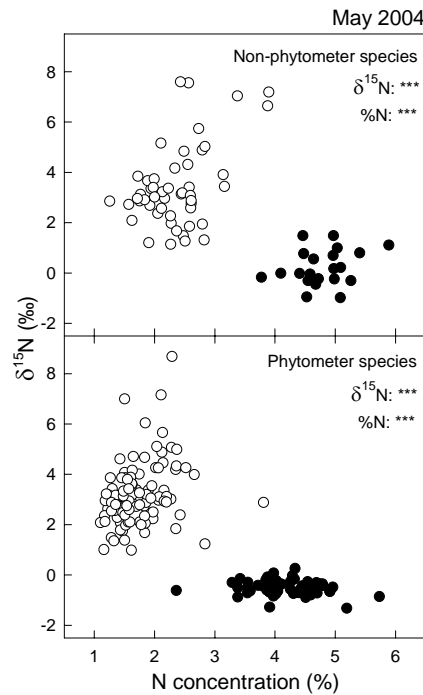 May 2004
Non-phytometer species
δ¹⁵N: ***
%N: ***
8
6
4
2
0
-2
δ¹⁵N (‰)
Phytometer species
δ¹⁵N: ***
%N: ***
8
6
4
2
0
-2
1 2 3 4 5 6
N concentration (%)